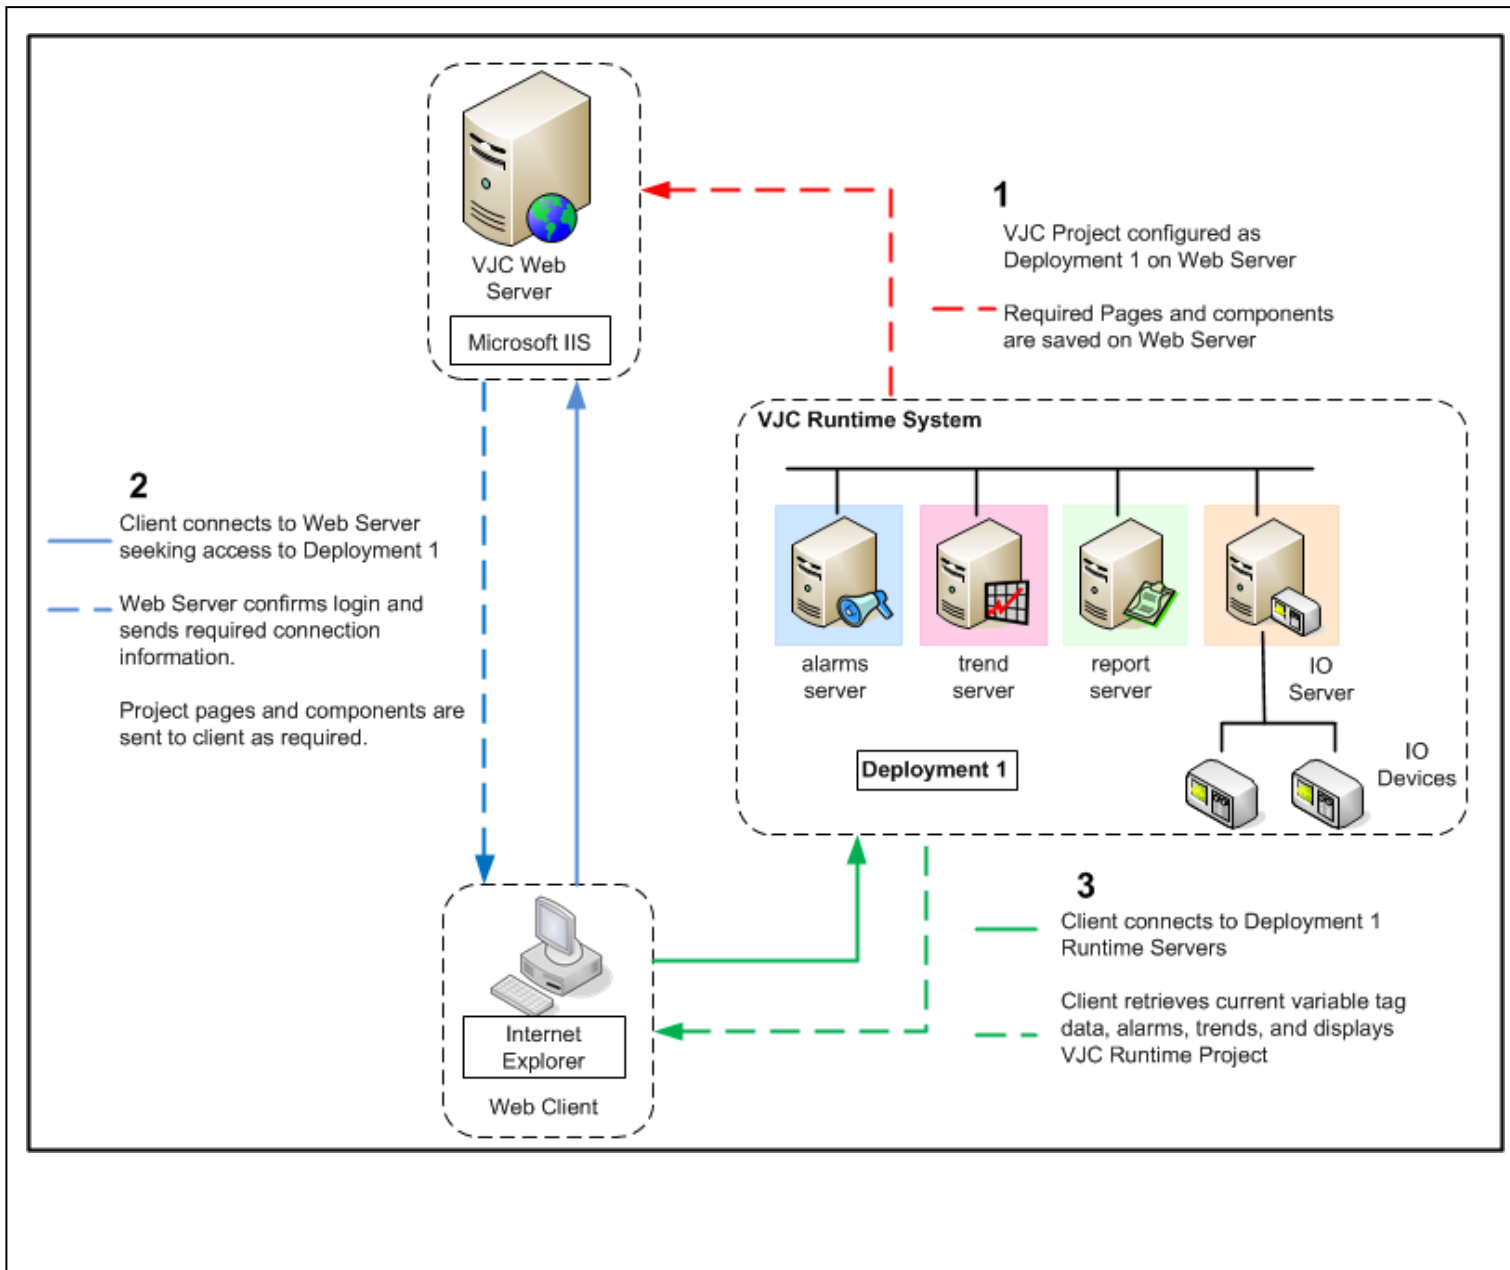 VJC Web
Server
Microsoft IIS
1
VJC Project configured as
Deployment 1 on Web Server
Required Pages and components
are saved on Web Server
2
Client connects to Web Server
seeking access to Deployment 1
Web Server confirms login and
sends required connection
information.
Project pages and components are
sent to client as required.
VJC Runtime System
alarms
server
trend
server
report
server
IO
Server
Deployment 1
IO
Devices
3
Client connects to Deployment 1
Runtime Servers
Client retrieves current variable tag
data, alarms, trends, and displays
VJC Runtime Project
Internet
Explorer
Web Client